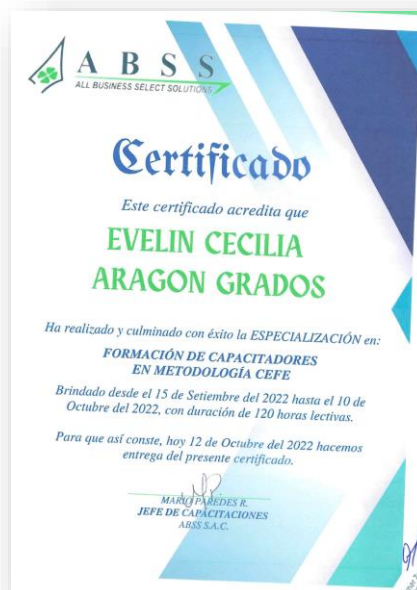 A B S S
ALL BUSINESS SELECT SOLUTIONS
Certificado
Este certificado acredita que
EVELIN CECILIA
ARAGON GRADOS
Ha realizado y culminado con éxito la ESPECIALIZACIÓN en:
FORMACIÓN DE CAPACITADORES
EN METODOLOGÍA CEFE
Brindado desde el 15 de Setiembre del 2022 hasta el 10 de
Octubre del 2022, con duración de 120 horas lectivas.
Para que así conste, hoy 12 de Octubre del 2022 hacemos
entrega del presente certificado.
MARIO PAREDES R.
JEFE DE CAPACITACIONES
ABSS S.A.C.